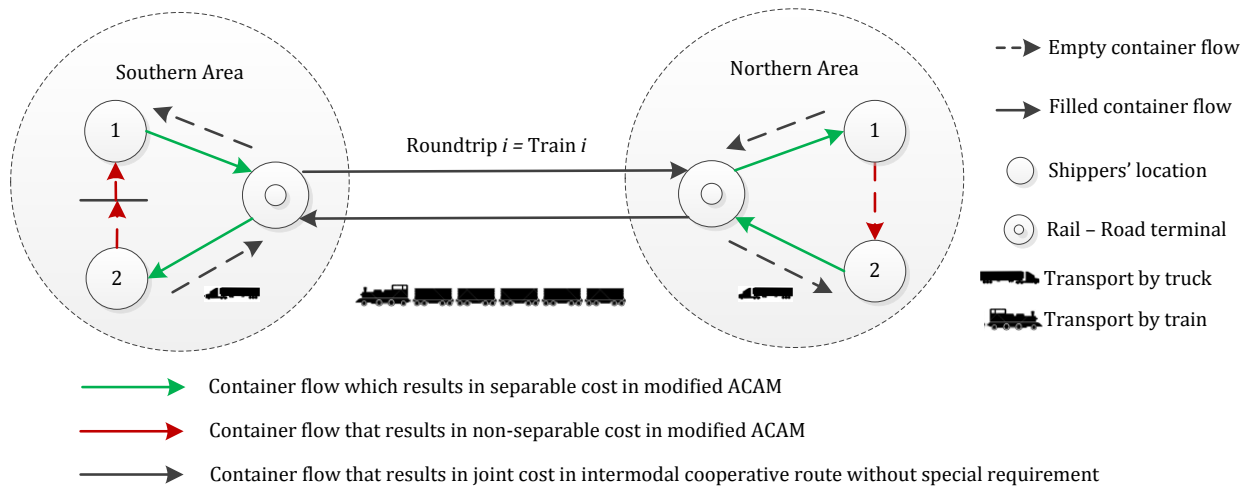 Southern Area
1
2
Roundtrip i = Train i
Northern Area
1
2
Empty container flow
Filled container flow
Shippers' location
Rail – Road terminal
Transport by truck
Transport by train
Container flow which results in separable cost in modified ACAM
Container flow that results in non-separable cost in modified ACAM
Container flow that results in joint cost in intermodal cooperative route without special requirement